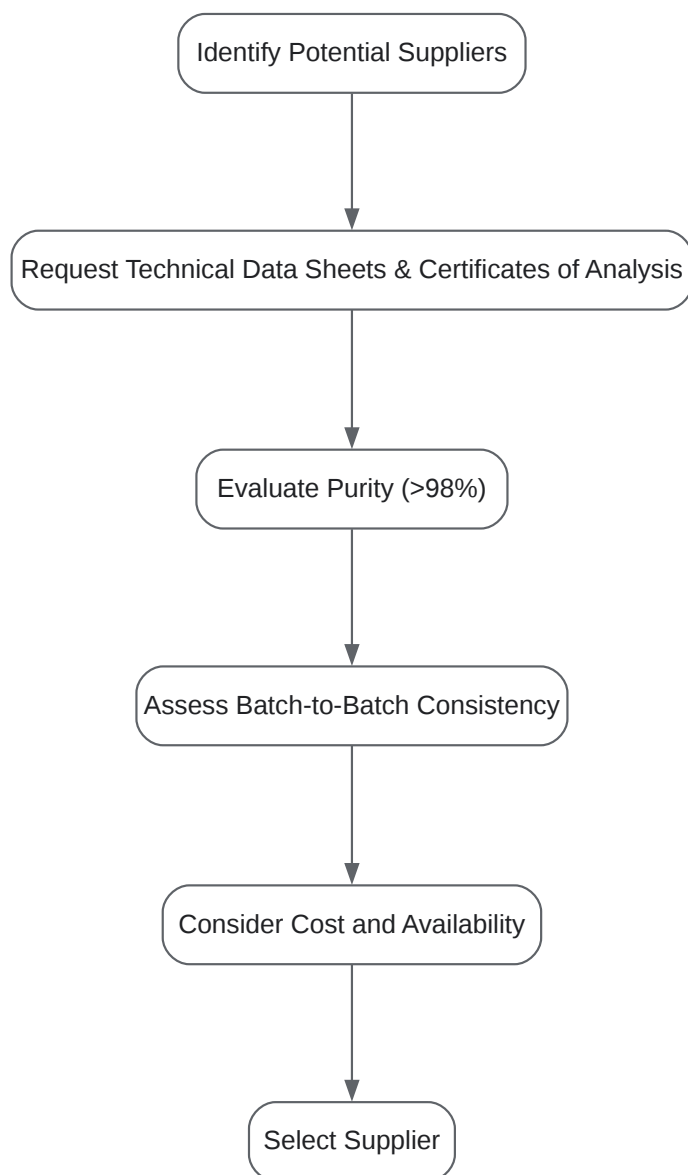 Identify Potential Suppliers
Request Technical Data Sheets & Certificates of Analysis
Evaluate Purity (>98%)
Assess Batch-to-Batch Consistency
Consider Cost and Availability
Select Supplier